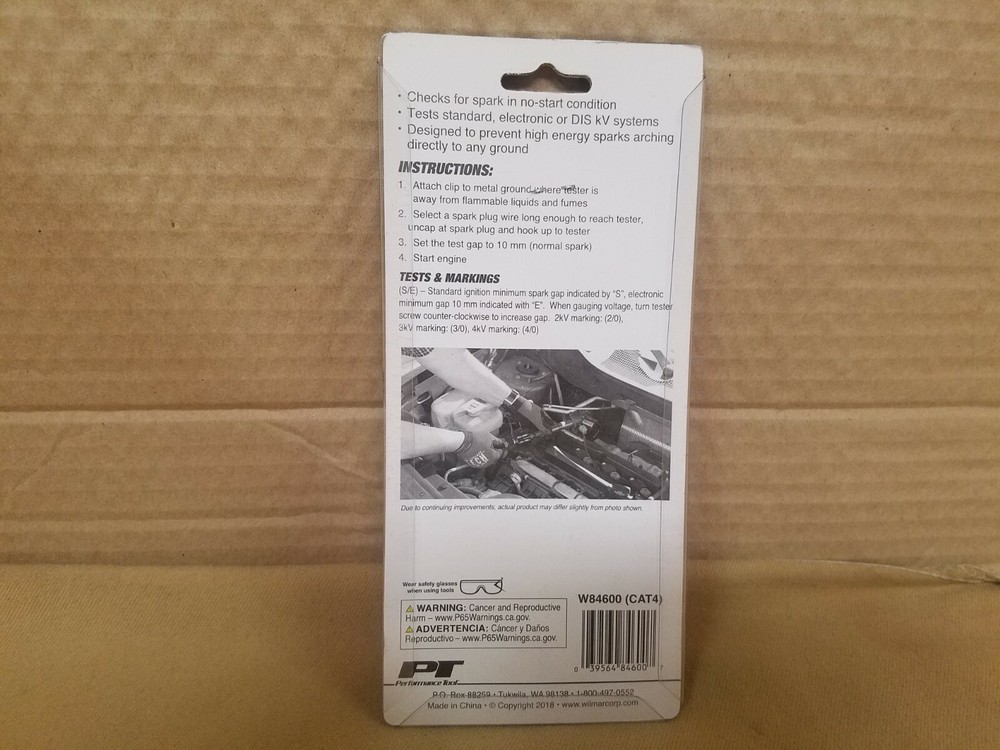 • Checks for spark in no-start condition
• Tests standard, electronic or DIS kV systems
• Designed to prevent high energy sparks arching
directly to any ground
INSTRUCTIONS:
1. Attach clip to metal ground where tester is
away from flammable liquids and fumes
2. Select a spark plug wire long enough to reach tester,
uncap at spark plug and hook up to tester
3. Set the test gap to 10 mm (normal spark)
4. Start engine
TESTS & MARKINGS
(S/E) – Standard ignition minimum spark gap indicated by "S", electronic
minimum gap 10 mm indicated with "E". When gauging voltage, turn tester
screw counter-clockwise to increase gap. 2kV marking: (2/0),
3kV marking: (3/0), 4kV marking: (4/0)
TECH
Due to continuing improvements, actual product may differ slightly from photo shown.
Wear safety glasses
when using tools
W84600 (CAT4)
⚠ WARNING: Cancer and Reproductive
Harm – www.P65Warnings.ca.gov.
⚠ ADVERTENCIA: Cáncer y Daños
Reproductivo – www.P65Warnings.ca.gov.
0 39564 84600 7
PT
Performance Tool
P.O. Box 88259 • Tukwila, WA 98138 • 1-800-497-0552
Made in China • © Copyright 2018 • www.wilmarcorp.com